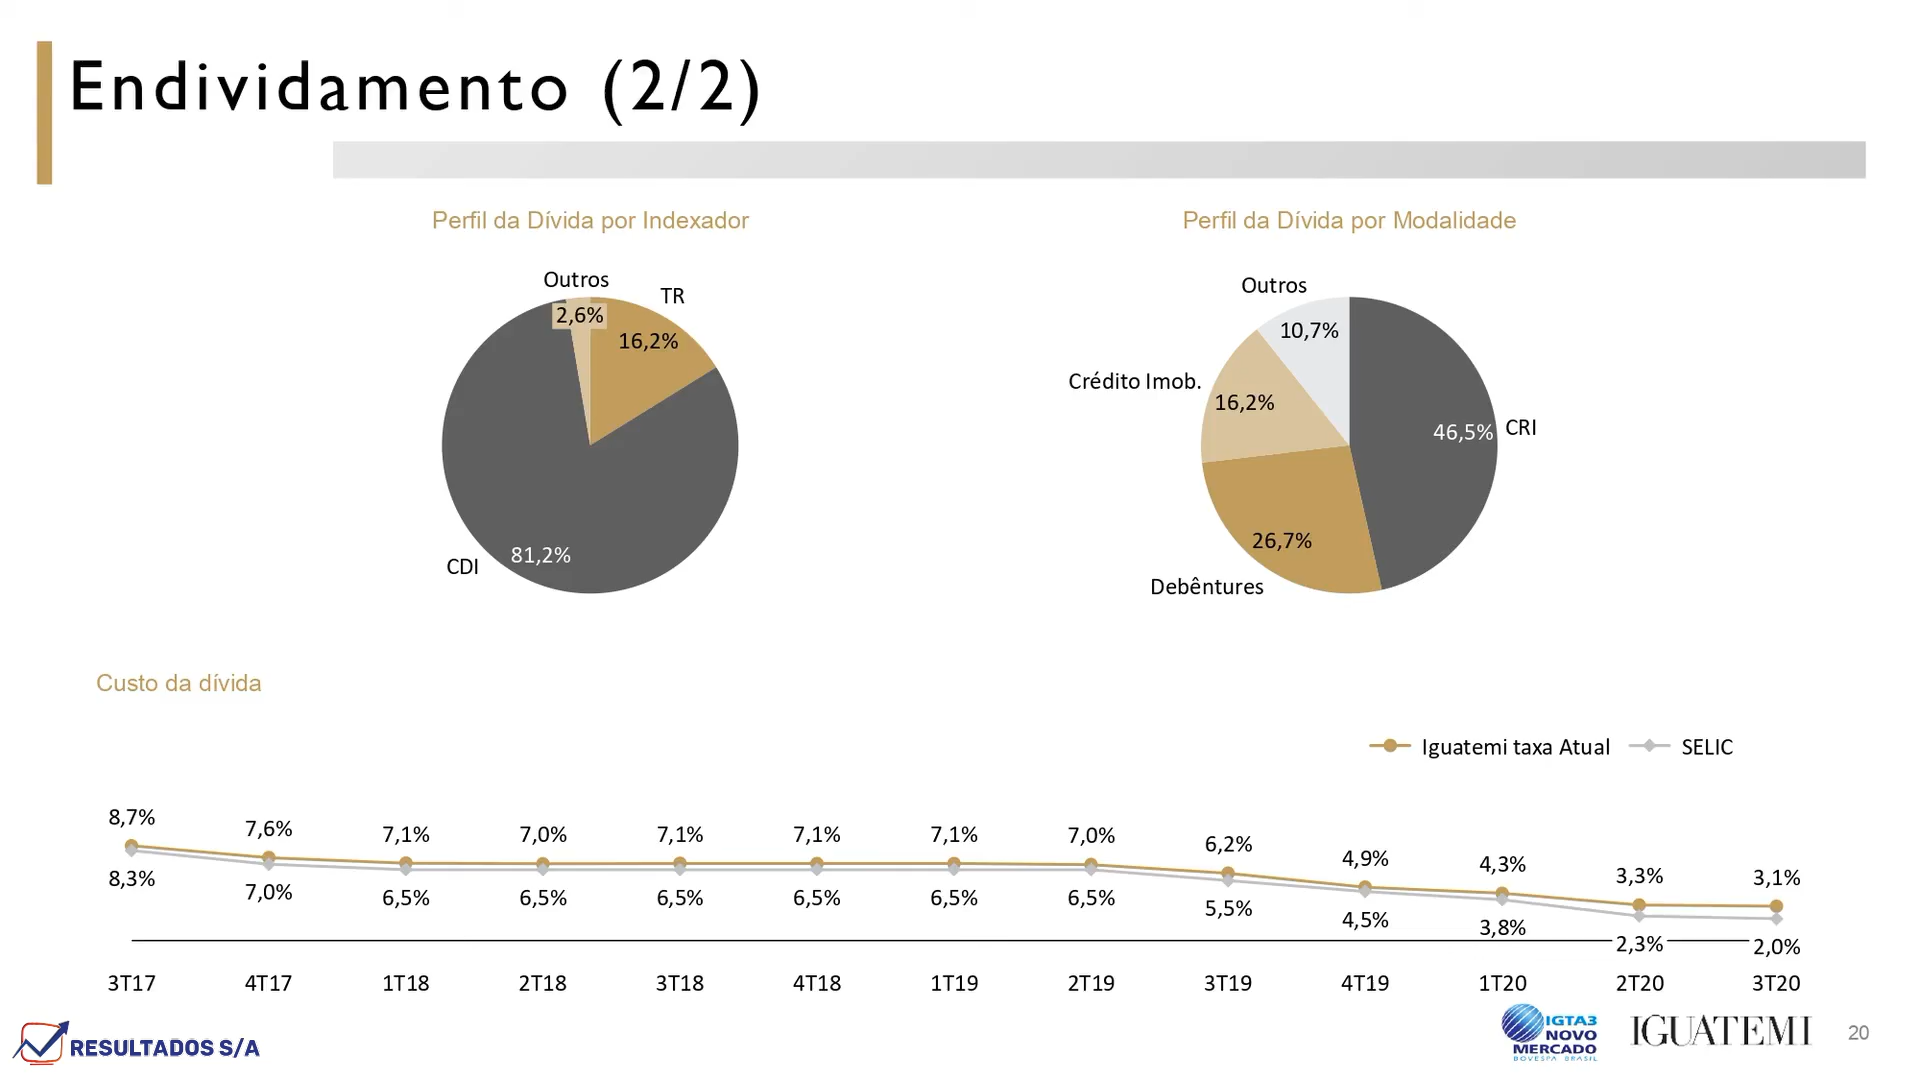 Endividamento (2/2)
Perfil da Dívida por Indexador
Outros
TR
2,6%
16,2%
81,2%
CDI
Perfil da Dívida por Modalidade
Outros
10,7%
Crédito Imob.
16,2%
46,5%
CRI
26,7%
Debêntures
Custo da dívida
Iguatemi taxa Atual
SELIC
8,7% 7,6% 7,1% 7,0% 7,1% 7,1% 7,1% 7,0% 6,2% 4,9% 4,3% 3,3% 3,1%
8,3% 7,0% 6,5% 6,5% 6,5% 6,5% 6,5% 6,5% 5,5% 4,5% 3,8% 2,3% 2,0%
3T17 4T17 1T18 2T18 3T18 4T18 1T19 2T19 3T19 4T19 1T20 2T20 3T20
RESULTADOS S/A
IGTA3
NOVO
MERCADO
BOVESPA BRASIL
IGUATEMI
20